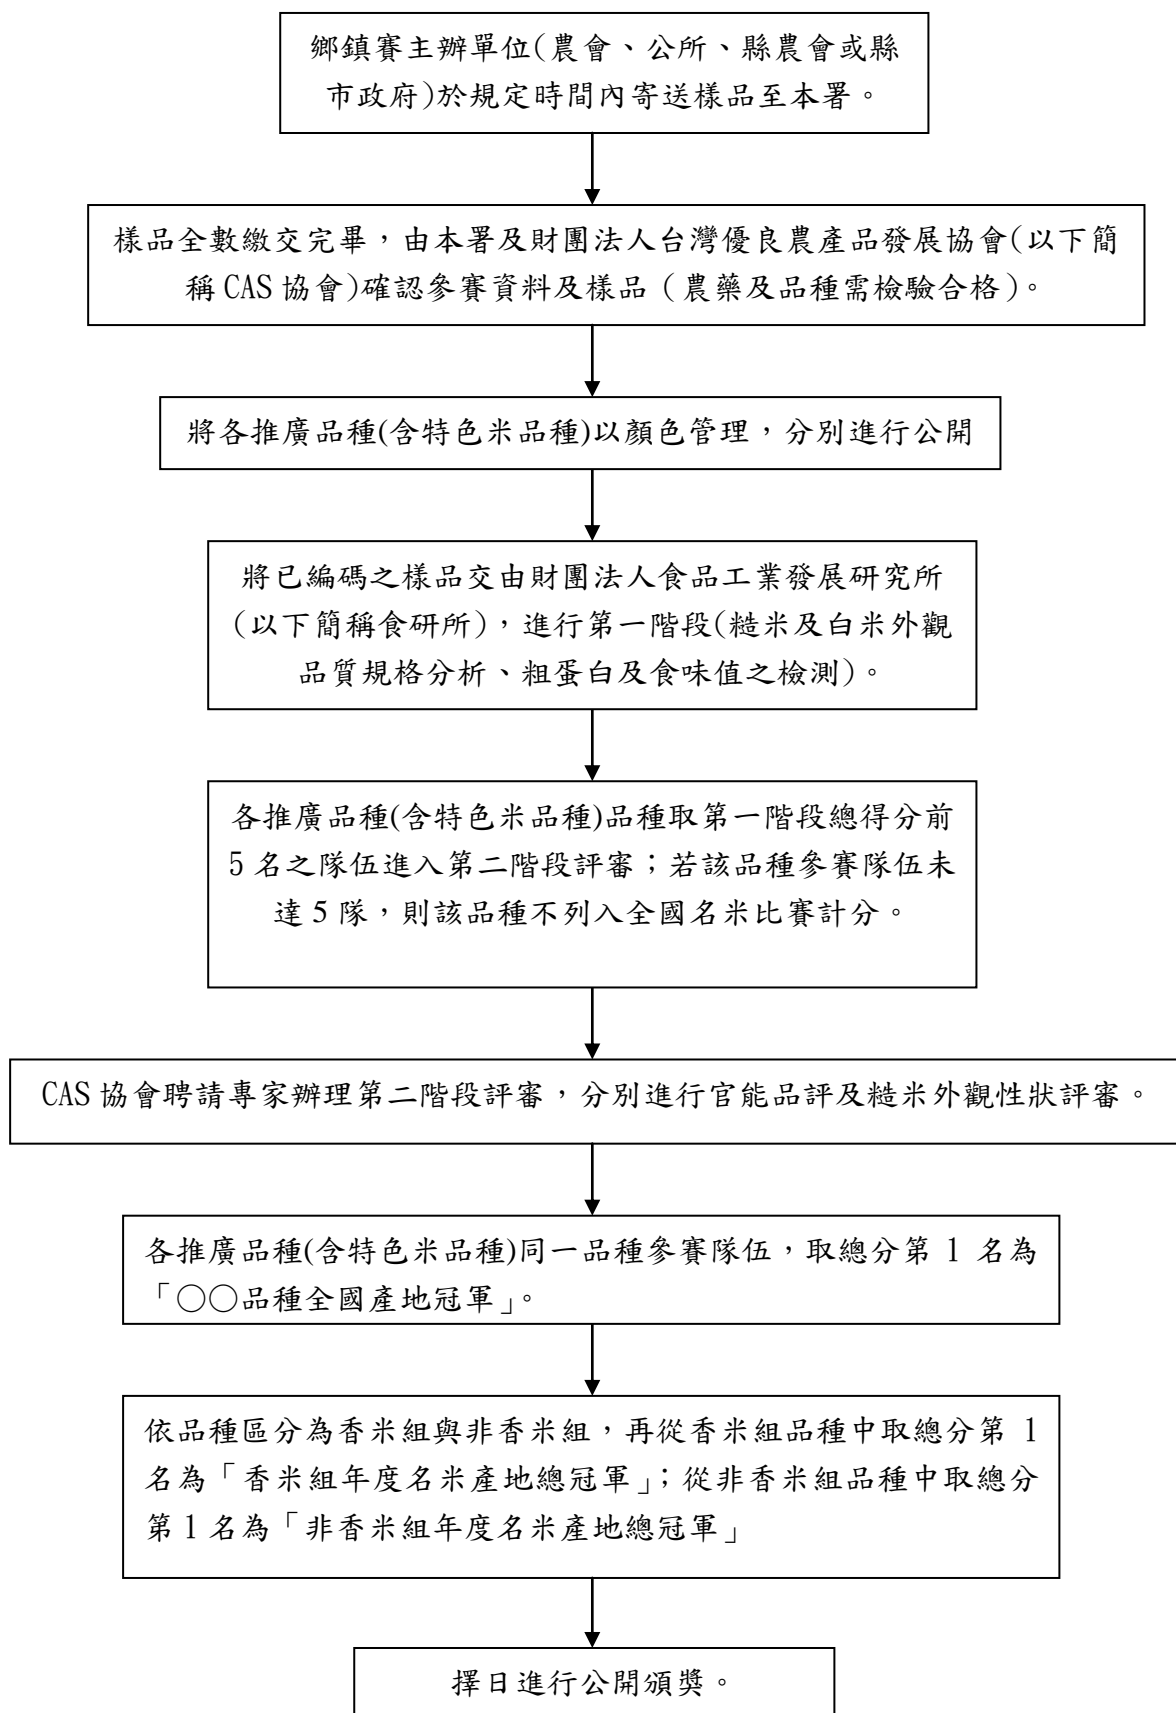 鄉鎮賽主辦單位(農會、公所、縣農會或縣
市政府)於規定時間內寄送樣品至本署。
樣品全數繳交完畢，由本署及財團法人台灣優良農產品發展協會(以下簡
稱 CAS 協會)確認參賽資料及樣品（農藥及品種需檢驗合格）。
將各推廣品種(含特色米品種)以顏色管理，分別進行公開
將已編碼之樣品交由財團法人食品工業發展研究所
(以下簡稱食研所)，進行第一階段(糙米及白米外觀
品質規格分析、粗蛋白及食味值之檢測)。
各推廣品種(含特色米品種)品種取第一階段總得分前
5 名之隊伍進入第二階段評審；若該品種參賽隊伍未
達 5 隊，則該品種不列入全國名米比賽計分。
CAS 協會聘請專家辦理第二階段評審，分別進行官能品評及糙米外觀性狀評審。
各推廣品種(含特色米品種)同一品種參賽隊伍，取總分第 1 名為
「○○品種全國產地冠軍」。
依品種區分為香米組與非香米組，再從香米組品種中取總分第 1
名為「香米組年度名米產地總冠軍」；從非香米組品種中取總分
第 1 名為「非香米組年度名米產地總冠軍」
擇日進行公開頒獎。